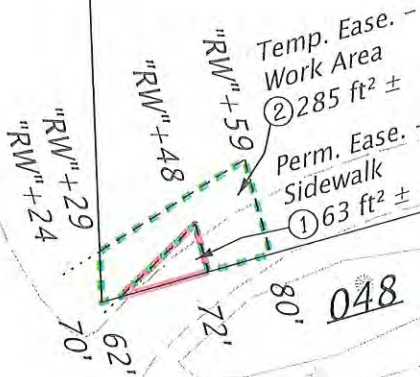 Temp. Ease. -
Work Area
② 285 ft² ±
Perm. Ease. -
Sidewalk
① 63 ft² ±
"RW"+59
"RW"+48
"RW"+29
"RW"+24
048
80'
72'
62'
70'